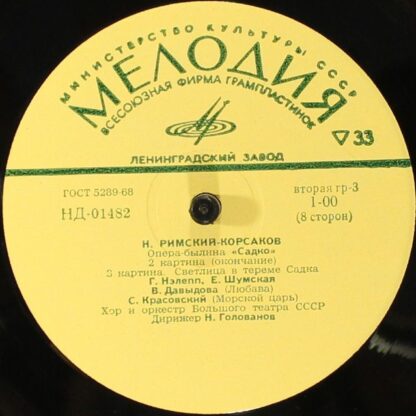 МИНИСТЕРСТВО КУЛЬТУРЫ СССР
МЕЛОДИЯ
ВСЕСОЮЗНАЯ ФИРМА ГРАМПЛАСТИНОК
▽ 33
ЛЕНИНГРАДСКИЙ ЗАВОД
ГОСТ 5289-68
НД-01482
вторая гр-3
1-00
(8 сторон)
Н. РИМСКИЙ-КОРСАКОВ
Опера-былина «Садко»
2 картина (окончание)
3 картина. Светлица в тереме Садка
Г. Нэлепп, Е. Шумская
В. Давыдова (Любава)
С. Красовский (Морской царь)
Хор и оркестр Большого театра СССР
Дирижер Н. Голованов